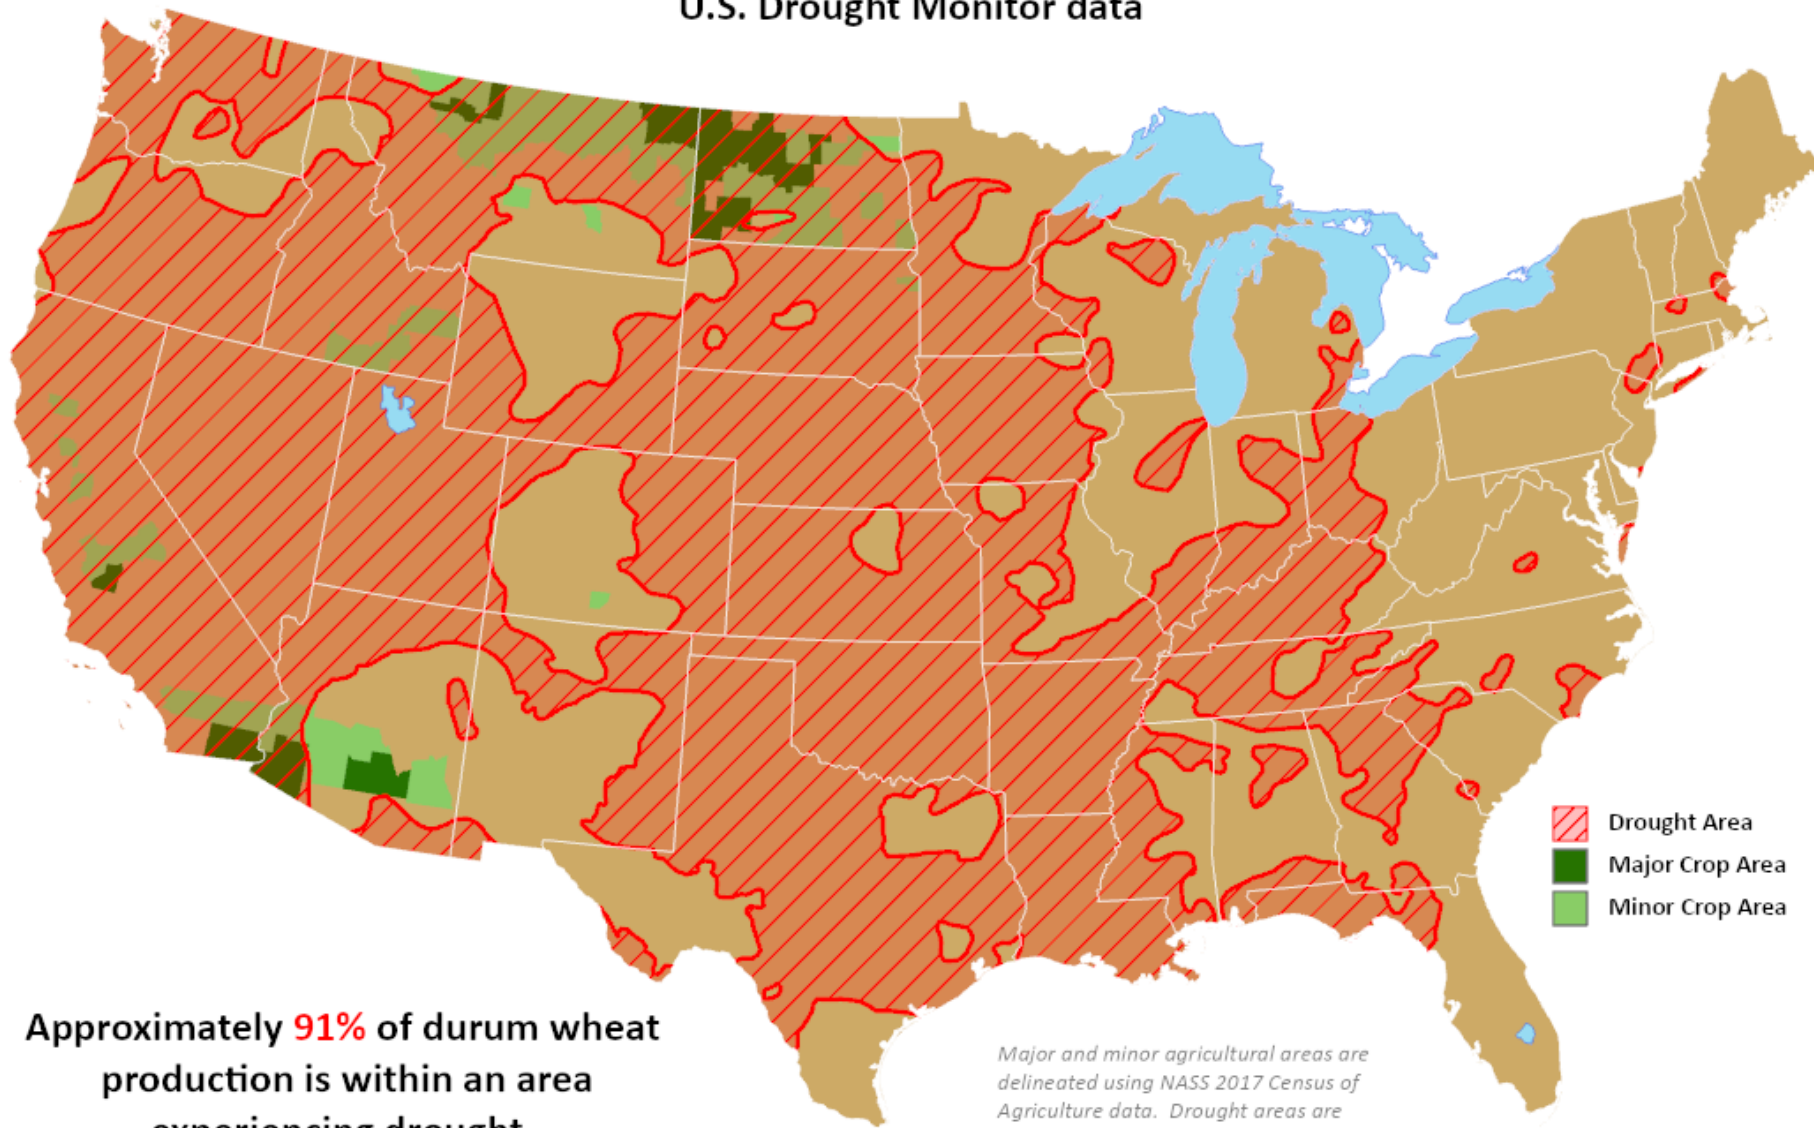 U.S. Drought Monitor data
Drought Area
Major Crop Area
Minor Crop Area
Approximately 91% of durum wheat
production is within an area
experiencing drought
Major and minor agricultural areas are
delineated using NASS 2017 Census of
Agriculture data. Drought areas are